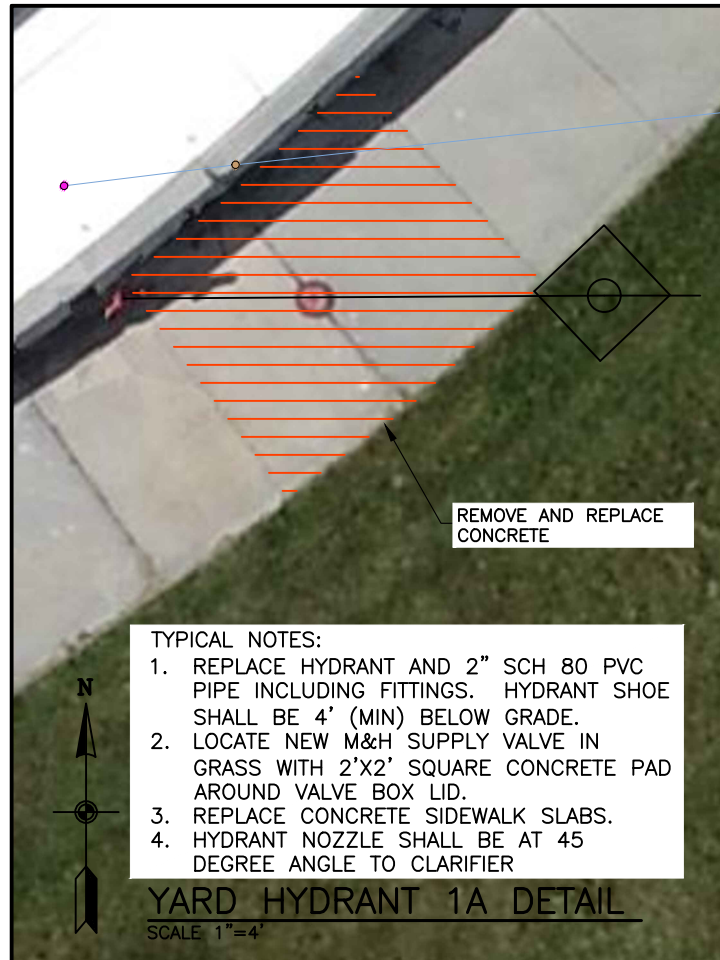 REMOVE AND REPLACE
CONCRETE
TYPICAL NOTES:
1. REPLACE HYDRANT AND 2" SCH 80 PVC
PIPE INCLUDING FITTINGS. HYDRANT SHOE
SHALL BE 4' (MIN) BELOW GRADE.
2. LOCATE NEW M&H SUPPLY VALVE IN
GRASS WITH 2'X2' SQUARE CONCRETE PAD
AROUND VALVE BOX LID.
3. REPLACE CONCRETE SIDEWALK SLABS.
4. HYDRANT NOZZLE SHALL BE AT 45
DEGREE ANGLE TO CLARIFIER
N
YARD HYDRANT 1A DETAIL
SCALE 1"=4'